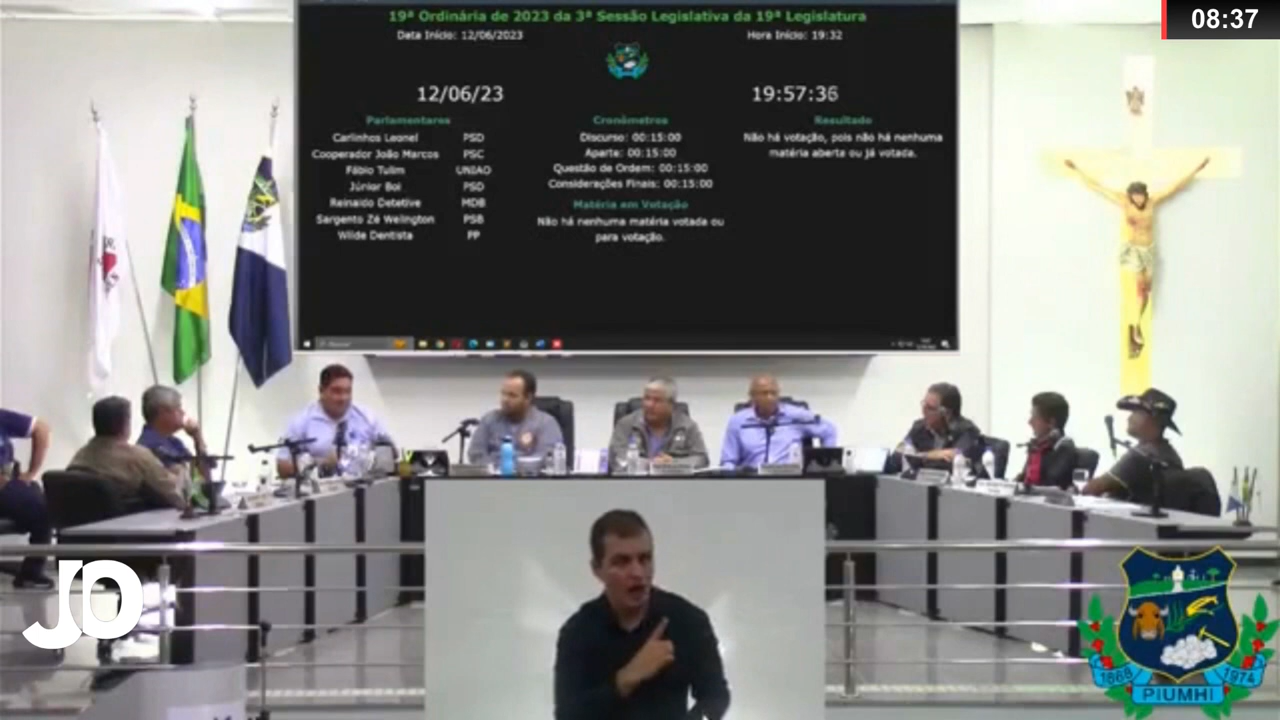 08:37
19ª Ordinária de 2023 da 3ª Sessão Legislativa da 19ª Legislatura
Data Início: 12/06/2023
Hora Início: 19:32
12/06/23
19:57:36
Parlamentares
Carlinhos Leonel PSD
Cooperador João Marcos PSC
Fábio Tulim UNIAO
Júnior Boi PSD
Reinaldo Detetive MDB
Sargento Zé Welington PSB
Wilde Dentista PP
Cronômetros
Discurso: 00:15:00
Aparte: 00:15:00
Questão de Ordem: 00:15:00
Considerações Finais: 00:15:00
Matéria em Votação
Não há nenhuma matéria votada ou
para votação.
Resultado
Não há votação, pois não há nenhuma
matéria aberta ou já votada.
JO
1868 1974
PIUMHI